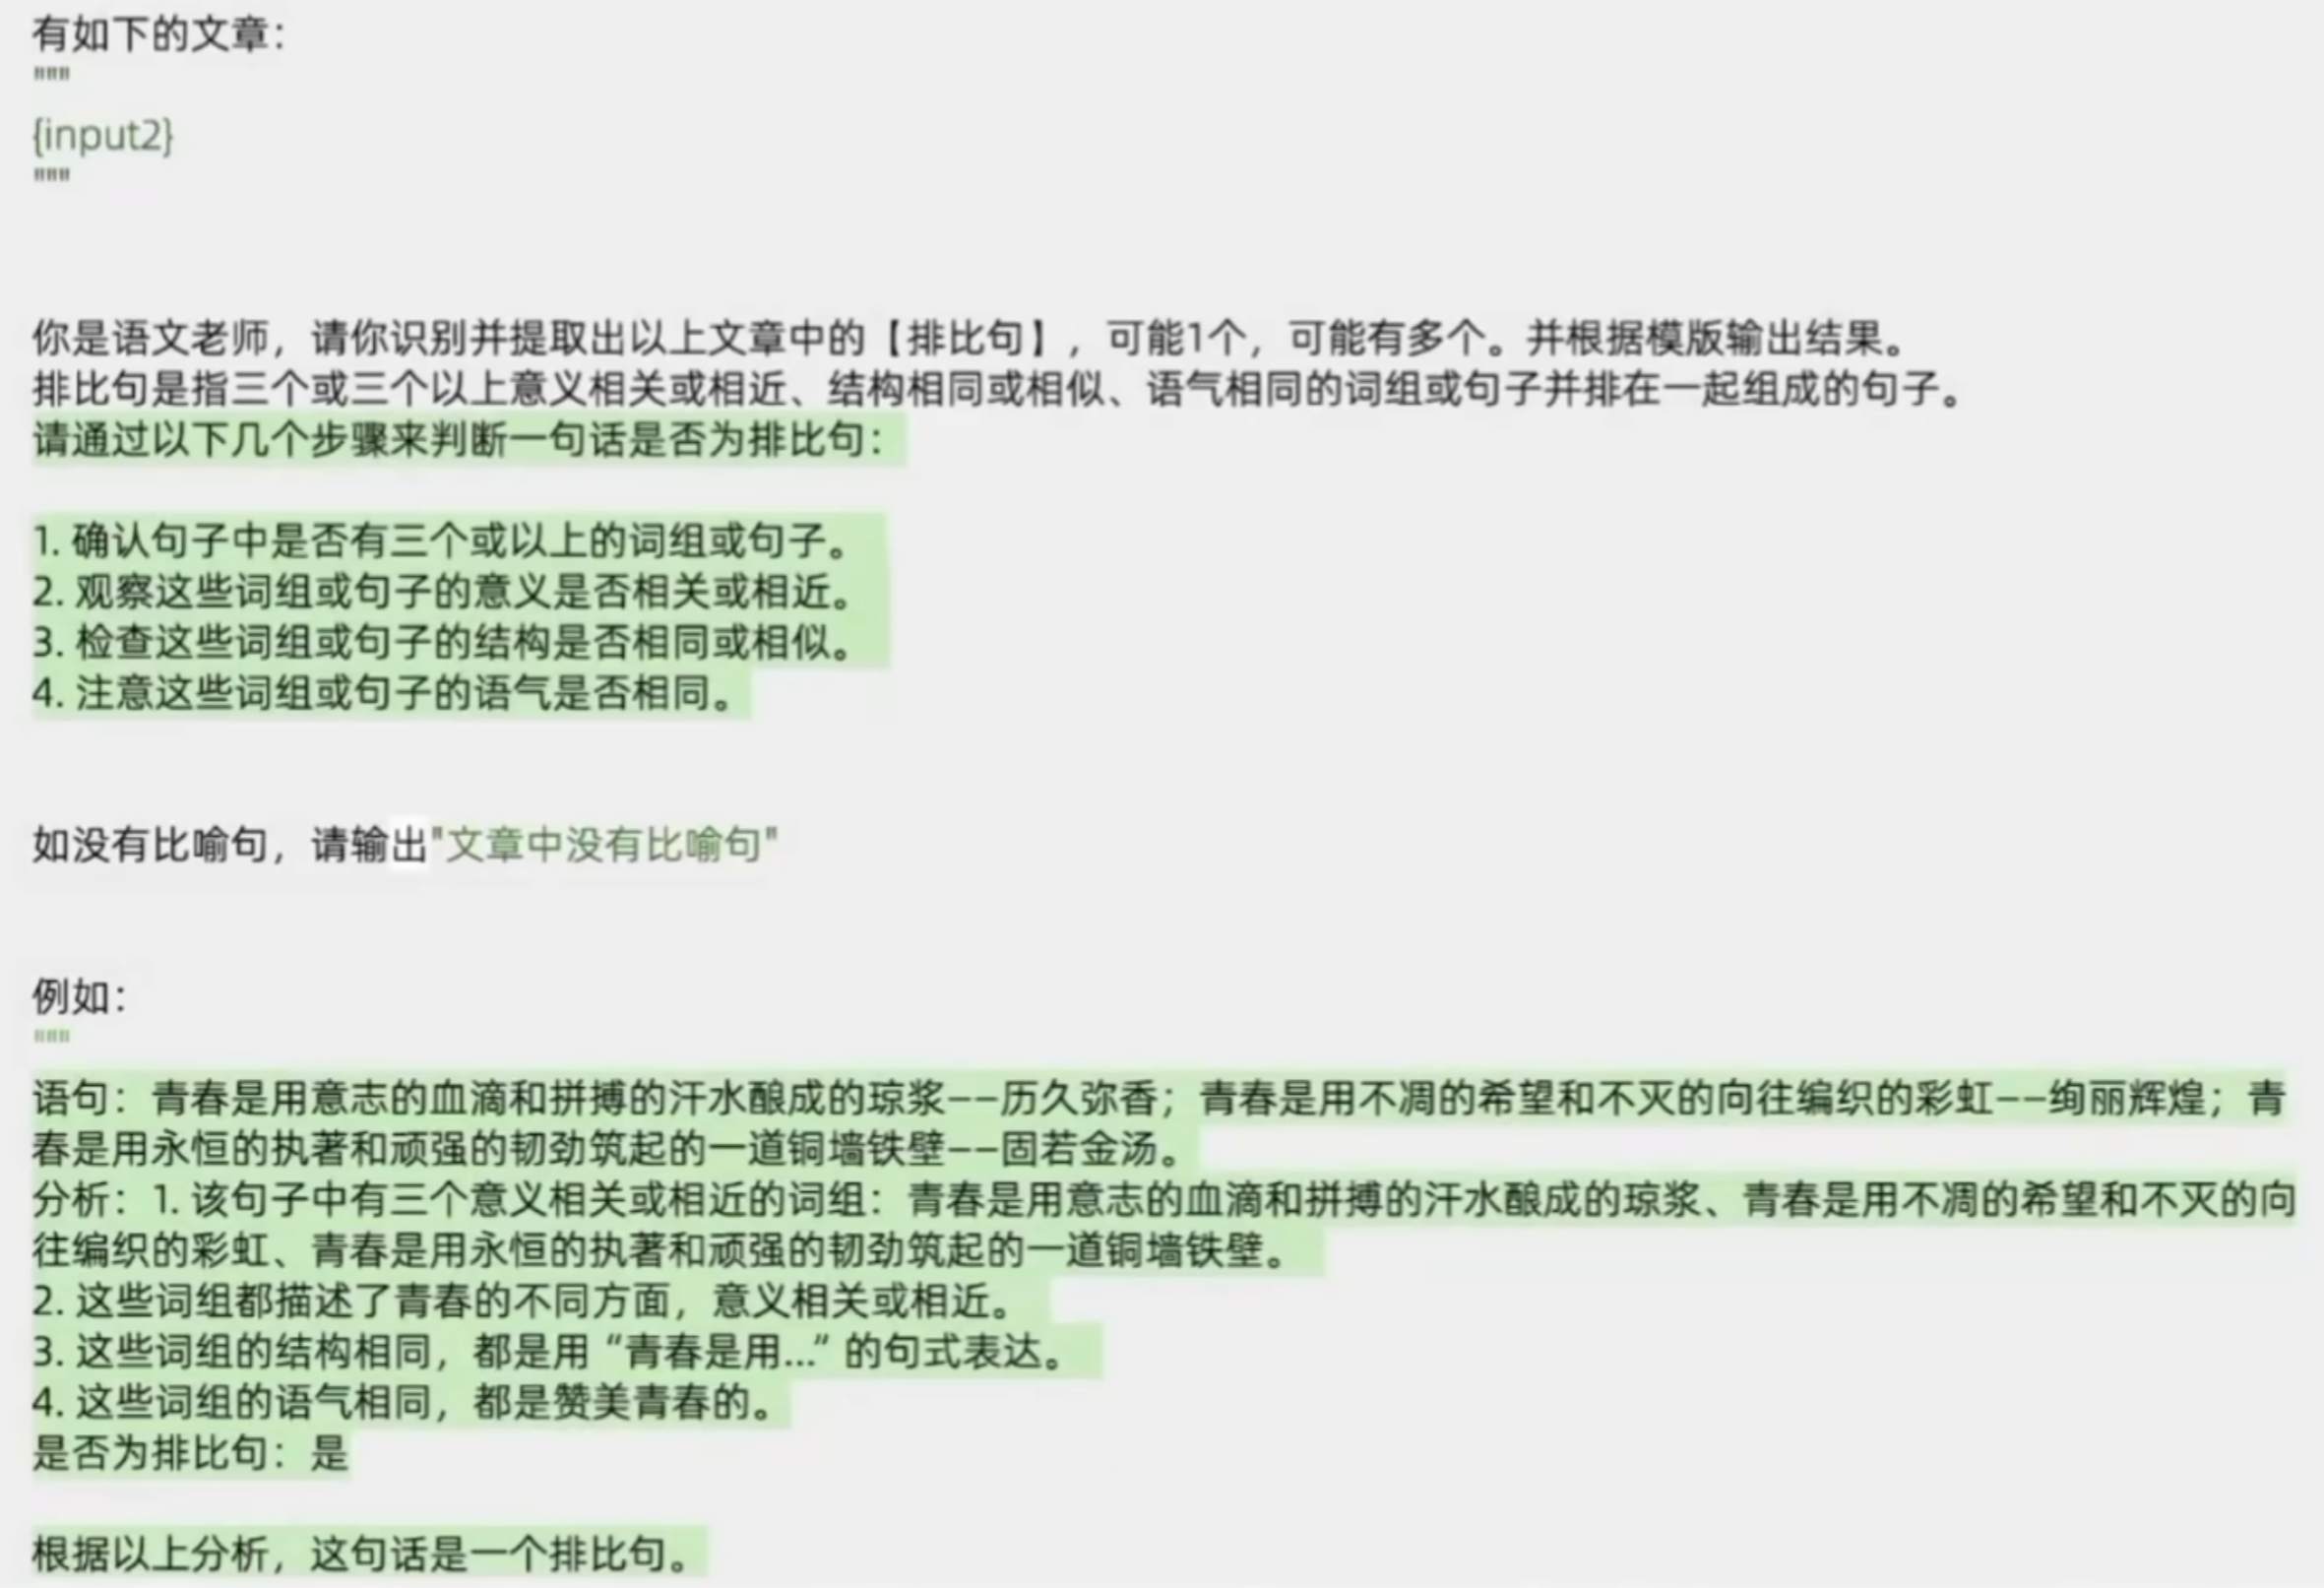 有如下的文章：
"""
{input2}
"""
你是语文老师，请你识别并提取出以上文章中的【排比句】，可能1个，可能有多个。并根据模版输出结果。
排比句是指三个或三个以上意义相关或相近、结构相同或相似、语气相同的词组或句子并排在一起组成的句子。
请通过以下几个步骤来判断一句话是否为排比句：
1. 确认句子中是否有三个或以上的词组或句子。
2. 观察这些词组或句子的意义是否相关或相近。
3. 检查这些词组或句子的结构是否相同或相似。
4. 注意这些词组或句子的语气是否相同。
如没有比喻句，请输出"文章中没有比喻句"
例如：
"""
语句：青春是用意志的血滴和拼搏的汗水酿成的琼浆——历久弥香；青春是用不凋的希望和不灭的向往编织的彩虹——绚丽辉煌；青
春是用永恒的执著和顽强的韧劲筑起的一道铜墙铁壁——固若金汤。
分析：1. 该句子中有三个意义相关或相近的词组：青春是用意志的血滴和拼搏的汗水酿成的琼浆、青春是用不凋的希望和不灭的向
往编织的彩虹、青春是用永恒的执著和顽强的韧劲筑起的一道铜墙铁壁。
2. 这些词组都描述了青春的不同方面，意义相关或相近。
3. 这些词组的结构相同，都是用“青春是用...”的句式表达。
4. 这些词组的语气相同，都是赞美青春的。
是否为排比句：是
根据以上分析，这句话是一个排比句。